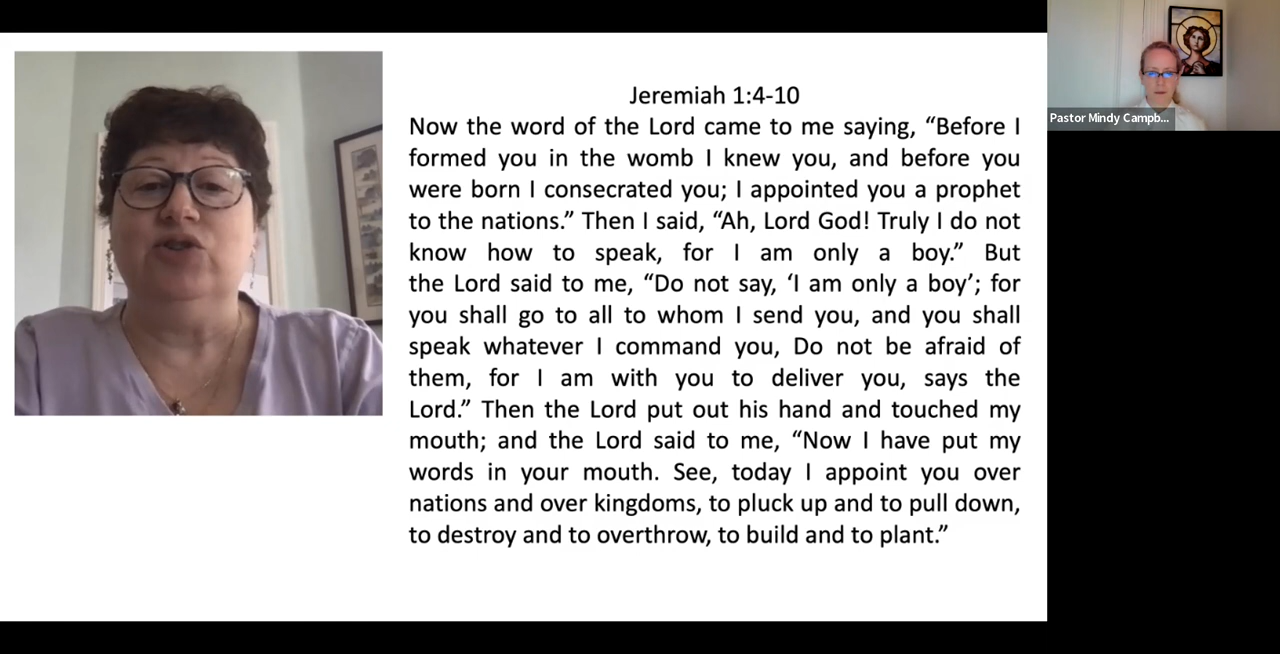 Jeremiah 1:4-10
Now the word of the Lord came to me saying, “Before I
formed you in the womb I knew you, and before you
were born I consecrated you; I appointed you a prophet
to the nations.” Then I said, “Ah, Lord God! Truly I do not
know how to speak, for I am only a boy.” But
the Lord said to me, “Do not say, ‘I am only a boy’; for
you shall go to all to whom I send you, and you shall
speak whatever I command you, Do not be afraid of
them, for I am with you to deliver you, says the
Lord.” Then the Lord put out his hand and touched my
mouth; and the Lord said to me, “Now I have put my
words in your mouth. See, today I appoint you over
nations and over kingdoms, to pluck up and to pull down,
to destroy and to overthrow, to build and to plant.”
Pastor Mindy Campb...